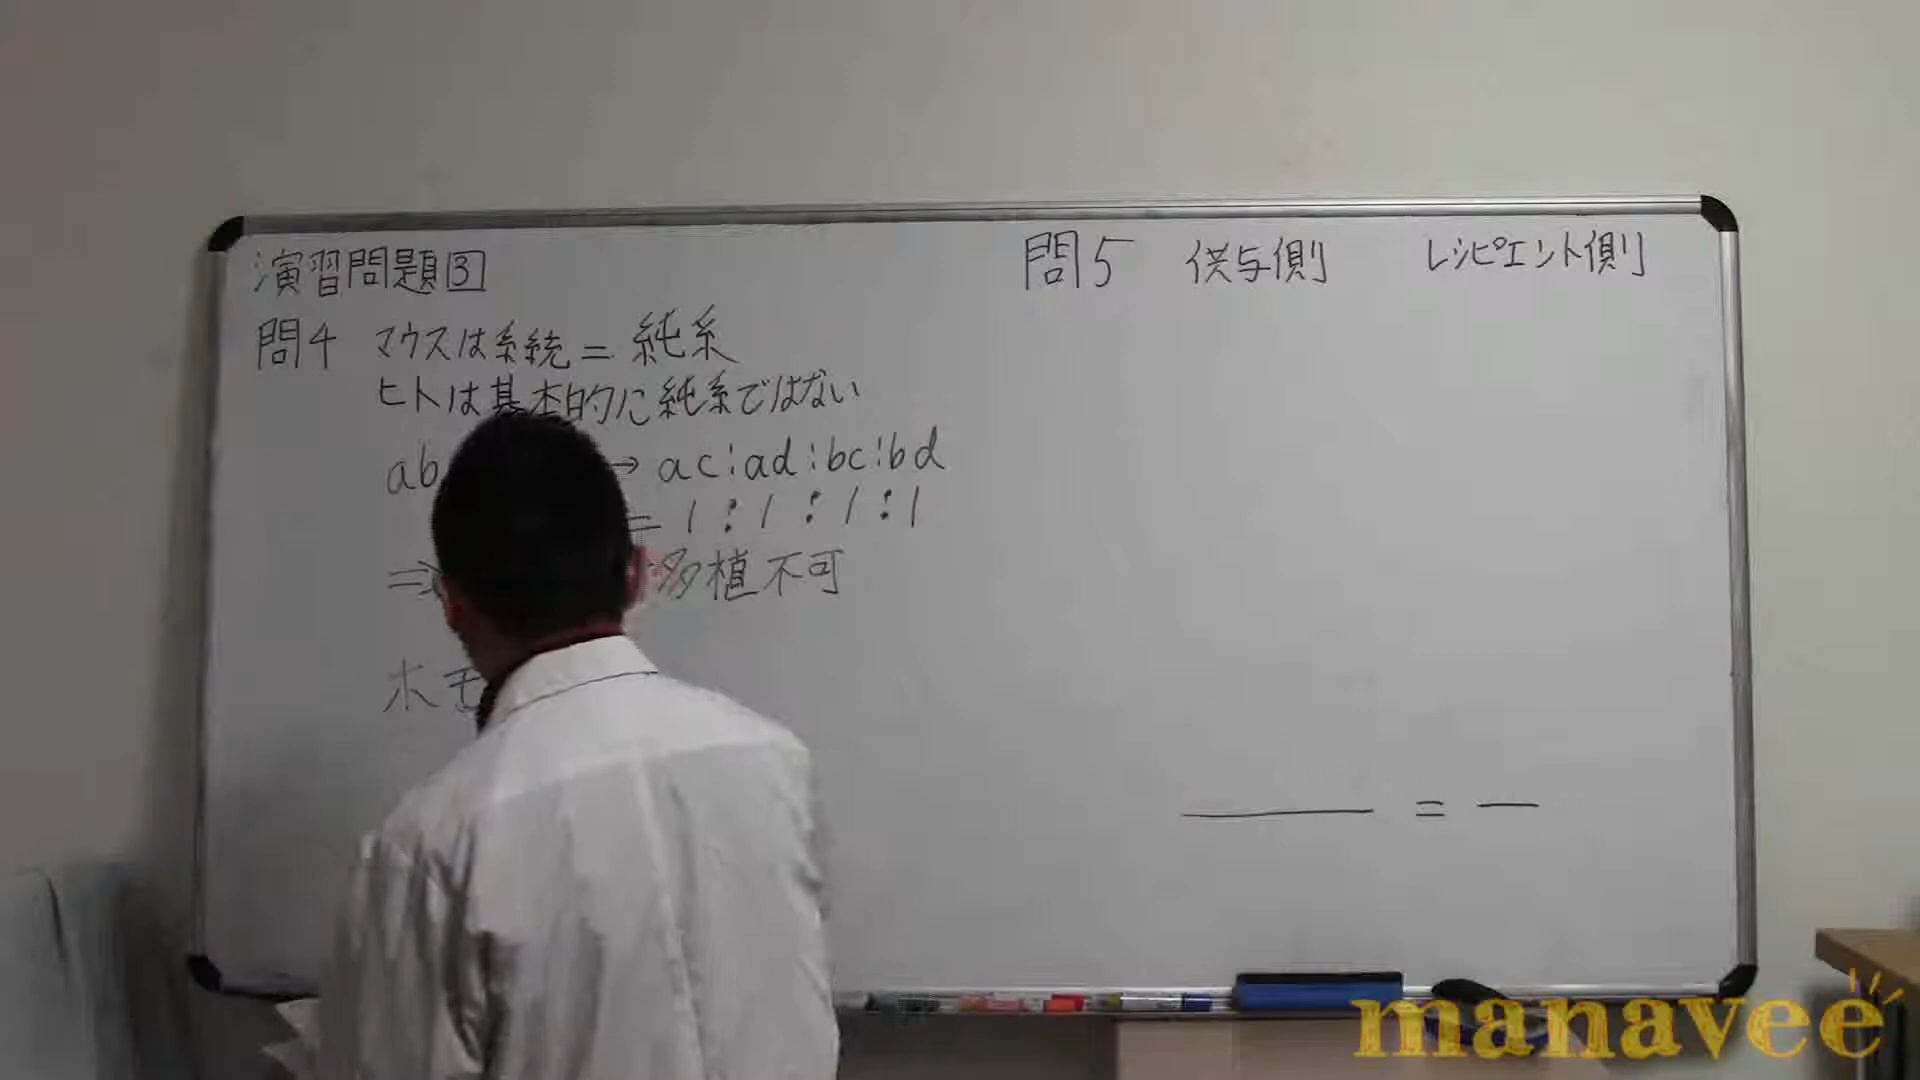 演習問題3
問4 マウスは系統=純系
ヒトは基本的に純系ではない
ab → ac:ad:bc:bd
= 1:1:1:1
⇒ 移植不可
ホモ
問5 供与側 レシピエント側
=
manavee